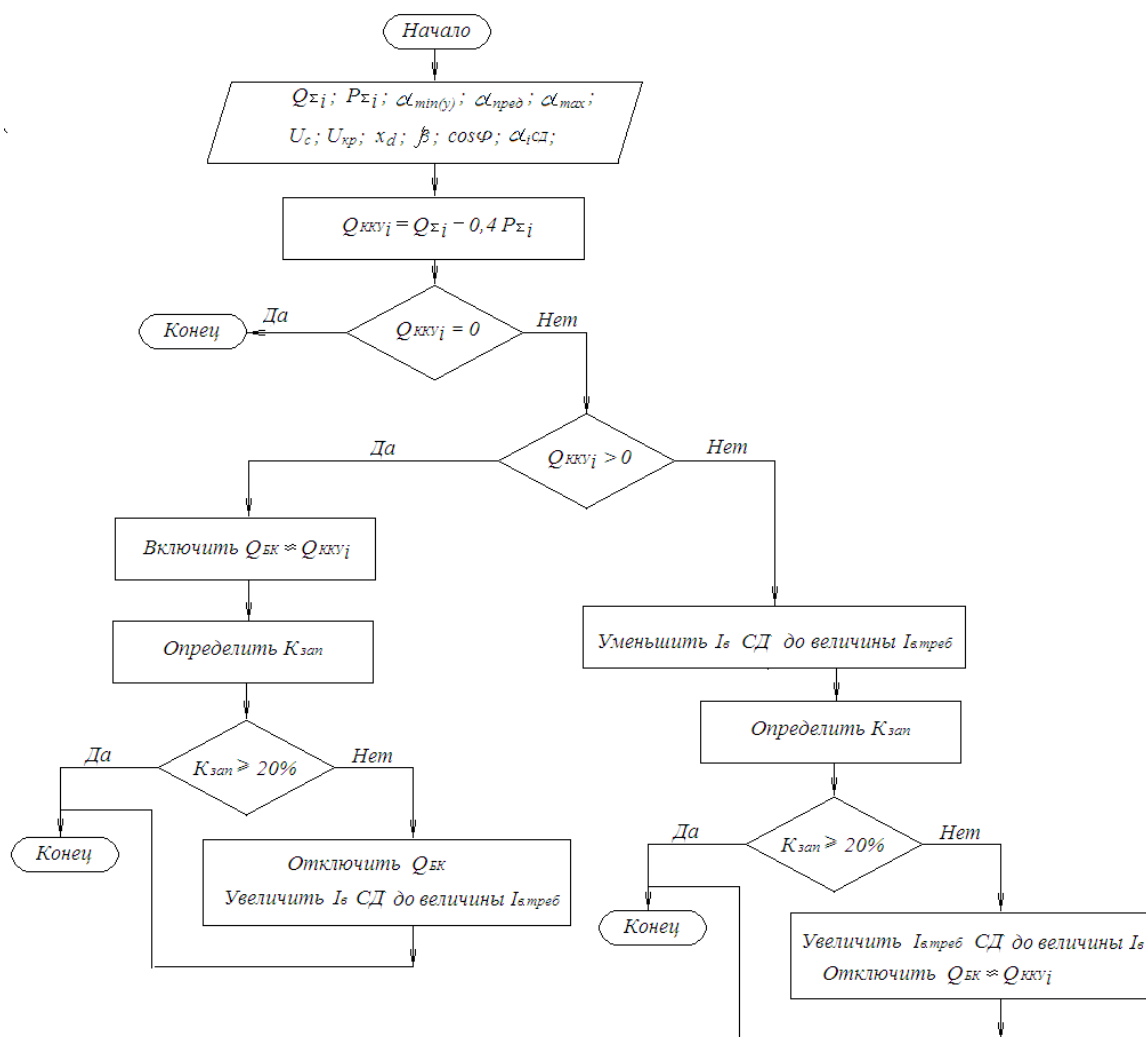 Начало
QΣi; PΣi; αmin(y); αпред; αmax;
Uc; Uкр; xd; β; cosφ; αiСД;
QККУi = QΣi − 0,4 PΣi
Да
Нет
Конец
QККУi = 0
Да
Нет
QККУi > 0
Включить QБК ≈ QККУi
Уменьшить Iв СД до величины Iв.треб
Определить Kзап
Определить Kзап
Да
Нет
Kзап ⩾ 20%
Да
Нет
Kзап ⩾ 20%
Конец
Отключить QБК
Увеличить Iв СД до величины Iв.треб
Конец
Увеличить Iв.треб СД до величины Iв
Отключить QБК ≈ QККУi